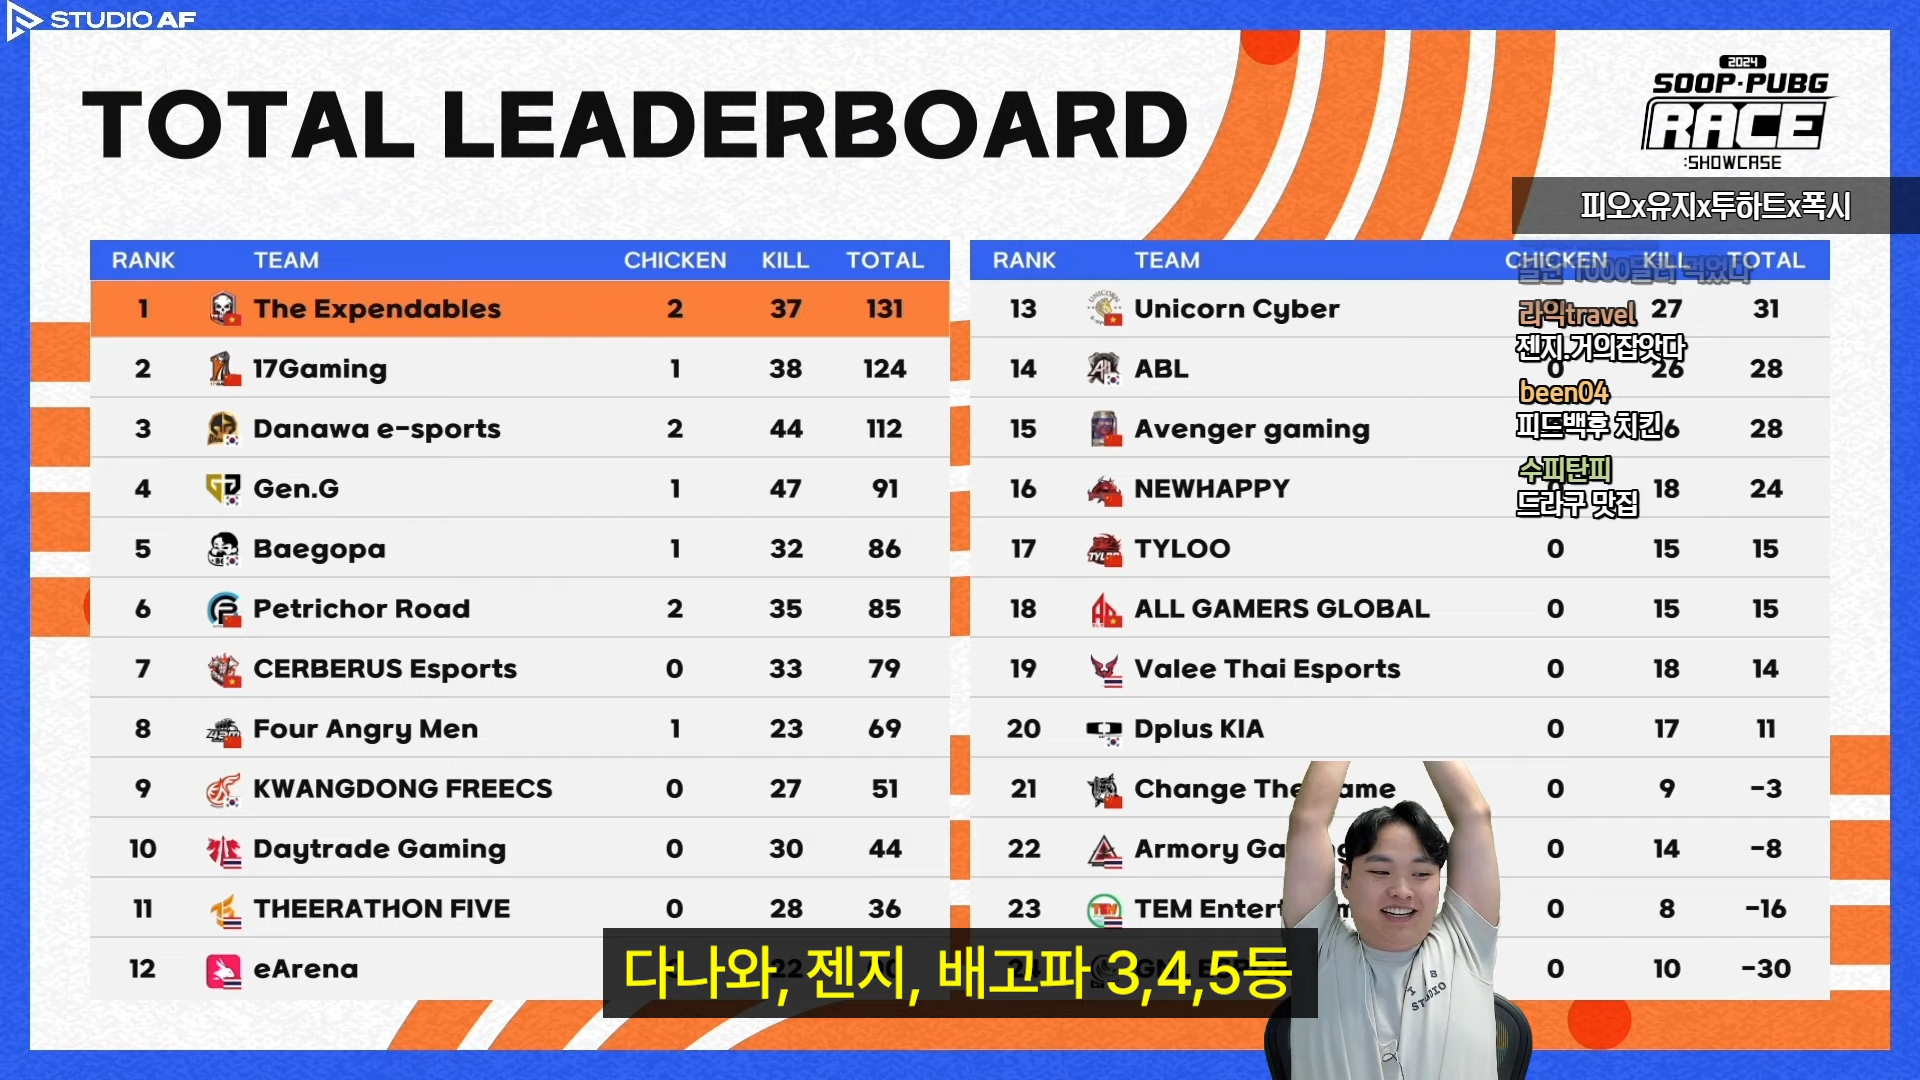 STUDIO AF
TOTAL LEADERBOARD
2024
SOOP·PUBG
RACE
:SHOWCASE
피오x유지x투하트x폭시
RANK TEAM CHICKEN KILL TOTAL
1 The Expendables 2 37 131
2 17Gaming 1 38 124
3 Danawa e-sports 2 44 112
4 Gen.G 1 47 91
5 Baegopa 1 32 86
6 Petrichor Road 2 35 85
7 CERBERUS Esports 0 33 79
8 Four Angry Men 1 23 69
9 KWANGDONG FREECS 0 27 51
10 Daytrade Gaming 0 30 44
11 THEERATHON FIVE 0 28 36
12 eArena 22
RANK TEAM CHICKEN KILL TOTAL
13 Unicorn Cyber 27 31
14 ABL 0 26 28
15 Avenger gaming 28
16 NEWHAPPY 18 24
17 TYLOO 0 15 15
18 ALL GAMERS GLOBAL 0 15 15
19 Valee Thai Esports 0 18 14
20 Dplus KIA 0 17 11
21 Change The 0 9 -3
22 Armory 0 14 -8
23 TEM 0 8 -16
0 10 -30
라익travel
젠지.거의잡앗다
been04
피드백후 치킨
수피탄피
드라구 맛집
다나와, 젠지, 배고파 3,4,5등